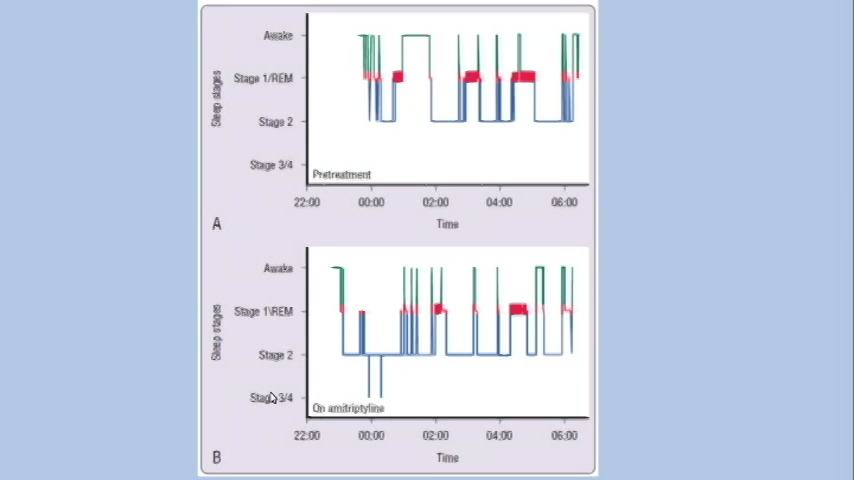 Awake
Stage 1/REM
Stage 2
Stage 3/4
Sleep stages
Pretreatment
22:00 00:00 02:00 04:00 06:00
Time
A
Awake
Stage 1\REM
Stage 2
Stage 3/4
Sleep stages
On amitriptyline
22:00 00:00 02:00 04:00 06:00
Time
B